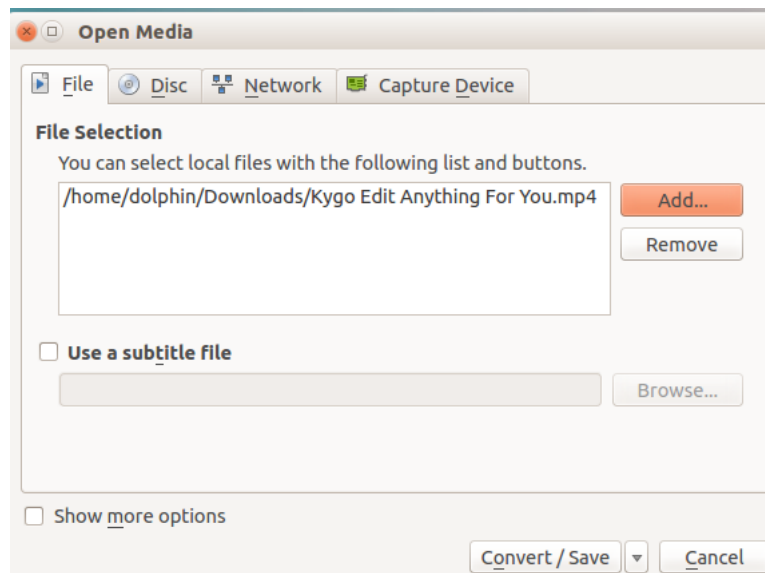 Open Media
File Disc Network Capture Device
File Selection
You can select local files with the following list and buttons.
/home/dolphin/Downloads/Kygo Edit Anything For You.mp4
Add...
Remove
Use a subtitle file
Browse...
Show more options
Convert / Save Cancel